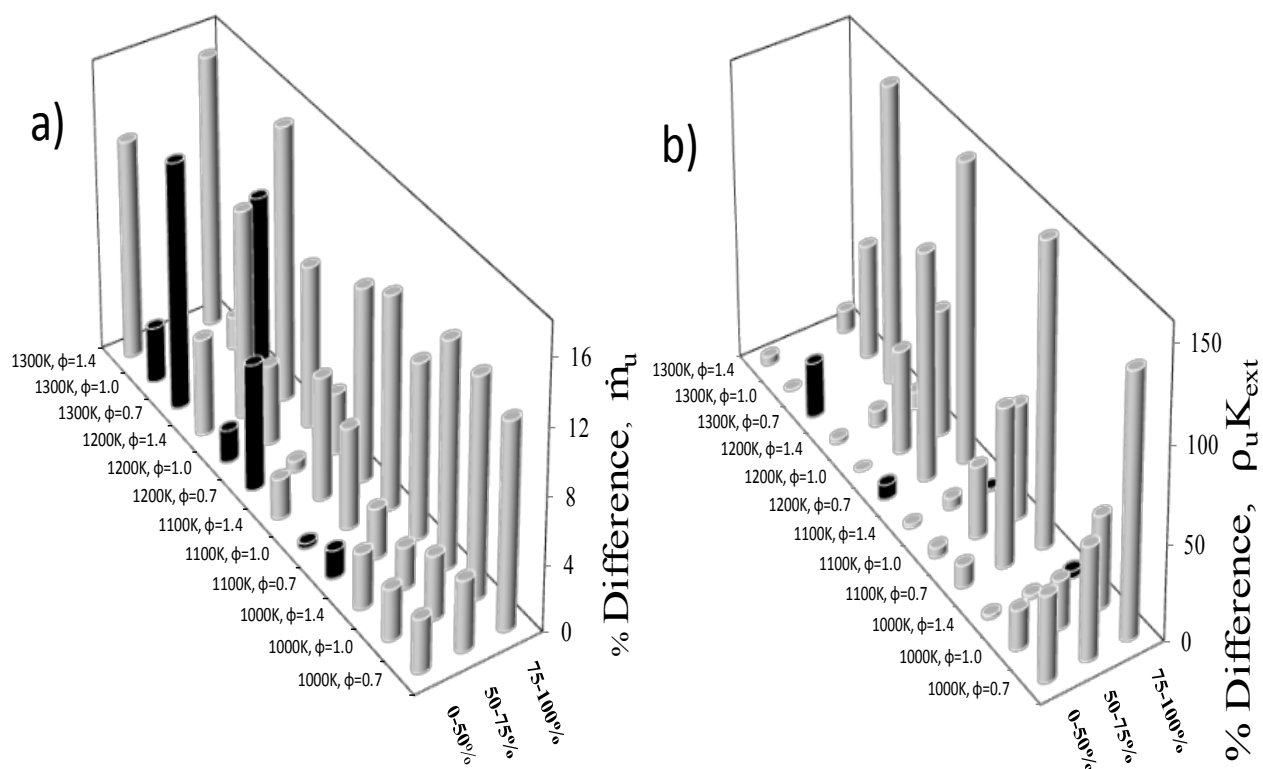 a)
1300K, ϕ=1.4
1300K, ϕ=1.0
1300K, ϕ=0.7
1200K, ϕ=1.4
1200K, ϕ=1.0
1200K, ϕ=0.7
1100K, ϕ=1.4
1100K, ϕ=1.0
1100K, ϕ=0.7
1000K, ϕ=1.4
1000K, ϕ=1.0
1000K, ϕ=0.7
0-50%
50-75%
75-100%
16
12
8
4
0
% Difference, ṁu
b)
1300K, ϕ=1.4
1300K, ϕ=1.0
1300K, ϕ=0.7
1200K, ϕ=1.4
1200K, ϕ=1.0
1200K, ϕ=0.7
1100K, ϕ=1.4
1100K, ϕ=1.0
1100K, ϕ=0.7
1000K, ϕ=1.4
1000K, ϕ=1.0
1000K, ϕ=0.7
0-50%
50-75%
75-100%
150
100
50
0
% Difference, ρuKext